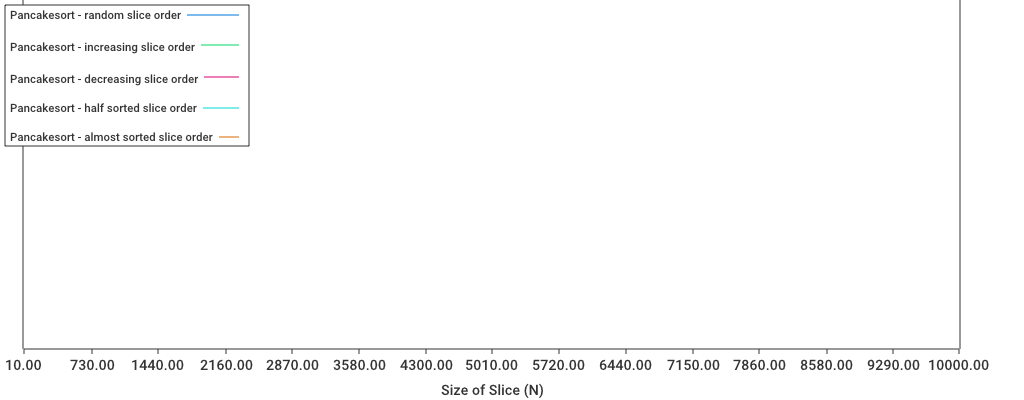 Pancakesort - random slice order
Pancakesort - increasing slice order
Pancakesort - decreasing slice order
Pancakesort - half sorted slice order
Pancakesort - almost sorted slice order
10.00 730.00 1440.00 2160.00 2870.00 3580.00 4300.00 5010.00 5720.00 6440.00 7150.00 7860.00 8580.00 9290.00 10000.00
Size of Slice (N)